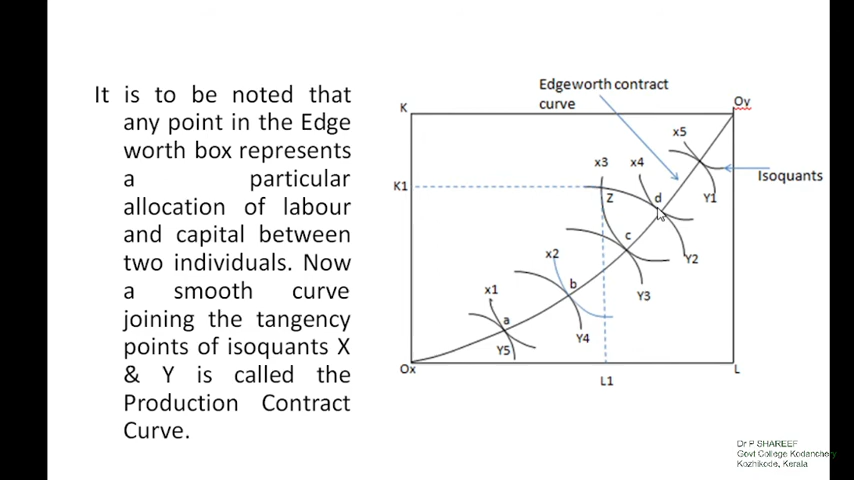 It is to be noted that
any point in the Edge
worth box represents
a particular
allocation of labour
and capital between
two individuals. Now
a smooth curve
joining the tangency
points of isoquants X
& Y is called the
Production Contract
Curve.
Edgeworth contract
curve
K
Oy
x5
x3
x4
Isoquants
K1
Z
d
Y1
c
x2
Y2
b
x1
Y3
a
Y4
Y5
Ox
L1
L
Dr P SHAREEF
Govt College Kodanchery
Kozhikode, Kerala